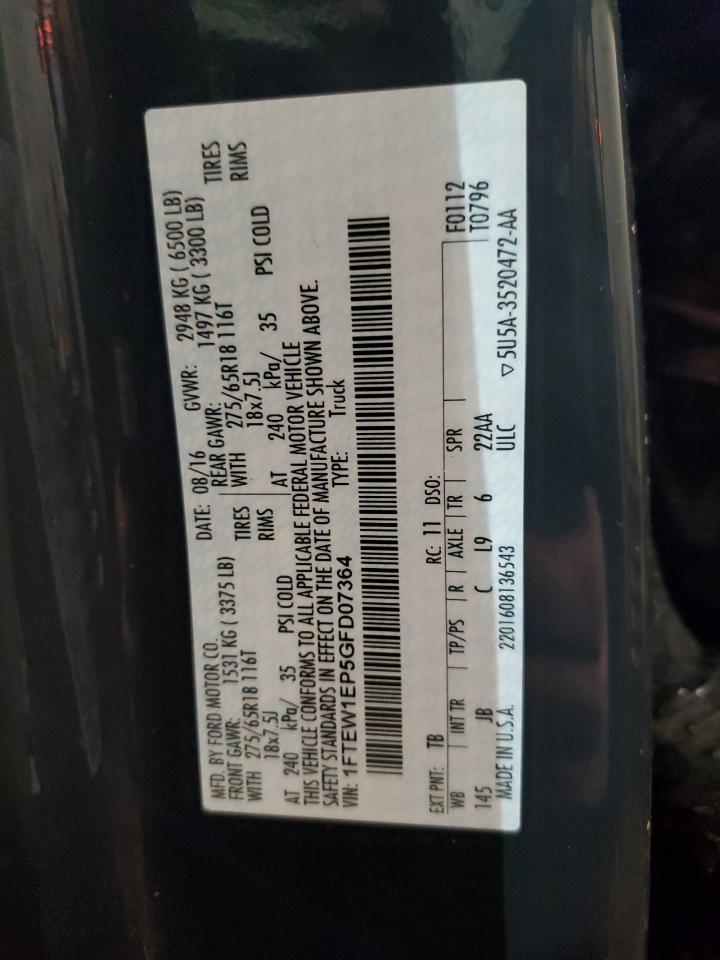 MFD. BY FORD MOTOR CO. DATE: 08/16 GVWR: 2948 KG ( 6500 LB)
FRONT GAWR: 1531 KG ( 3375 LB) REAR GAWR: 1497 KG ( 3300 LB)
WITH 275/65R18 116T TIRES WITH 275/65R18 116T TIRES
18x7.5J RIMS 18x7.5J RIMS
AT 240 kPa/ 35 PSI COLD AT 240 kPa/ 35 PSI COLD
THIS VEHICLE CONFORMS TO ALL APPLICABLE FEDERAL MOTOR VEHICLE
SAFETY STANDARDS IN EFFECT ON THE DATE OF MANUFACTURE SHOWN ABOVE.
VIN: 1FTEW1EP5GFD07364 TYPE: Truck
EXT PNT: TB RC: 11 DSO:
WB INT TR TP/PS R AXLE TR SPR F0112
145 JB C L9 6 22AA T0796
MADE IN U.S.A. 2201608136543 ULC ▽5U5A-3520472-AA